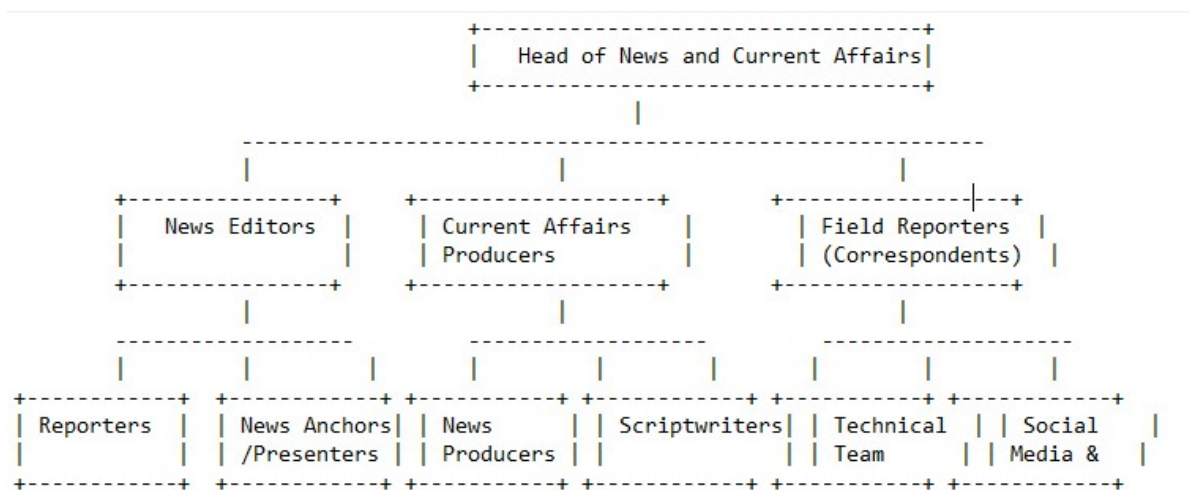 Head of News and Current Affairs
News Editors
Current Affairs
Producers
Field Reporters
(Correspondents)
Reporters
News Anchors
/Presenters
News
Producers
Scriptwriters
Technical
Team
Social
Media &